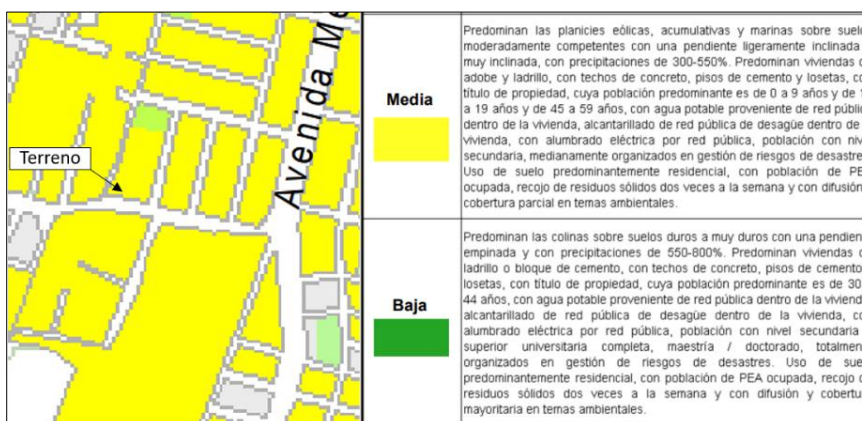 Avenida Me
Terreno
Media
Predominan las planicies eólicas, acumulativas y marinas sobre suelo
moderadamente competentes con una pendiente ligeramente inclinada
muy inclinada, con precipitaciones de 300-550%. Predominan viviendas d
adobe y ladrillo, con techos de concreto, pisos de cemento y losetas, co
título de propiedad, cuya población predominante es de 0 a 9 años y de 1
a 19 años y de 45 a 59 años, con agua potable proveniente de red públic
dentro de la vivienda, alcantarillado de red pública de desagüe dentro de
vivienda, con alumbrado eléctrica por red pública, población con nive
secundaria, medianamente organizados en gestión de riesgos de desastre
Uso de suelo predominantemente residencial, con población de PE
ocupada, recojo de residuos sólidos dos veces a la semana y con difusión
cobertura parcial en temas ambientales.
Baja
Predominan las colinas sobre suelos duros a muy duros con una pendien
empinada y con precipitaciones de 550-800%. Predominan viviendas d
ladrillo o bloque de cemento, con techos de concreto, pisos de cemento
losetas, con título de propiedad, cuya población predominante es de 30
44 años, con agua potable proveniente de red pública dentro de la viviend
alcantarillado de red pública de desagüe dentro de la vivienda, co
alumbrado eléctrica por red pública, población con nivel secundaria
superior universitaria completa, maestría / doctorado, totalmen
organizados en gestión de riesgos de desastres. Uso de sue
predominantemente residencial, con población de PEA ocupada, recojo d
residuos sólidos dos veces a la semana y con difusión y cobertu
mayoritaria en temas ambientales.